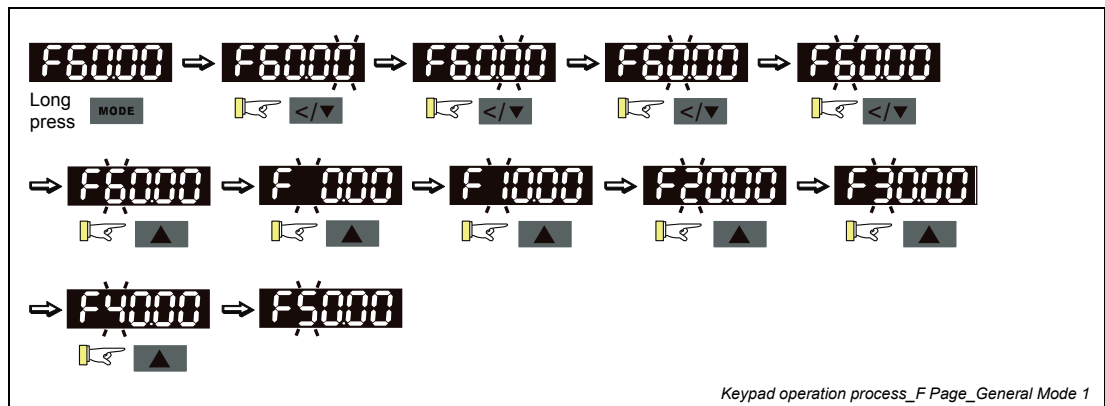 F60.00 ⇨ F60.00 ⇨ F60.00 ⇨ F60.00 ⇨ F60.00
Long press MODE </▼ </▼ </▼ </▼
⇨ F60.00 ⇨ F 0.00 ⇨ F 10.00 ⇨ F20.00 ⇨ F30.00
▲ ▲ ▲ ▲ ▲
⇨ F40.00 ⇨ F50.00
▲
Keypad operation process_F Page_General Mode 1